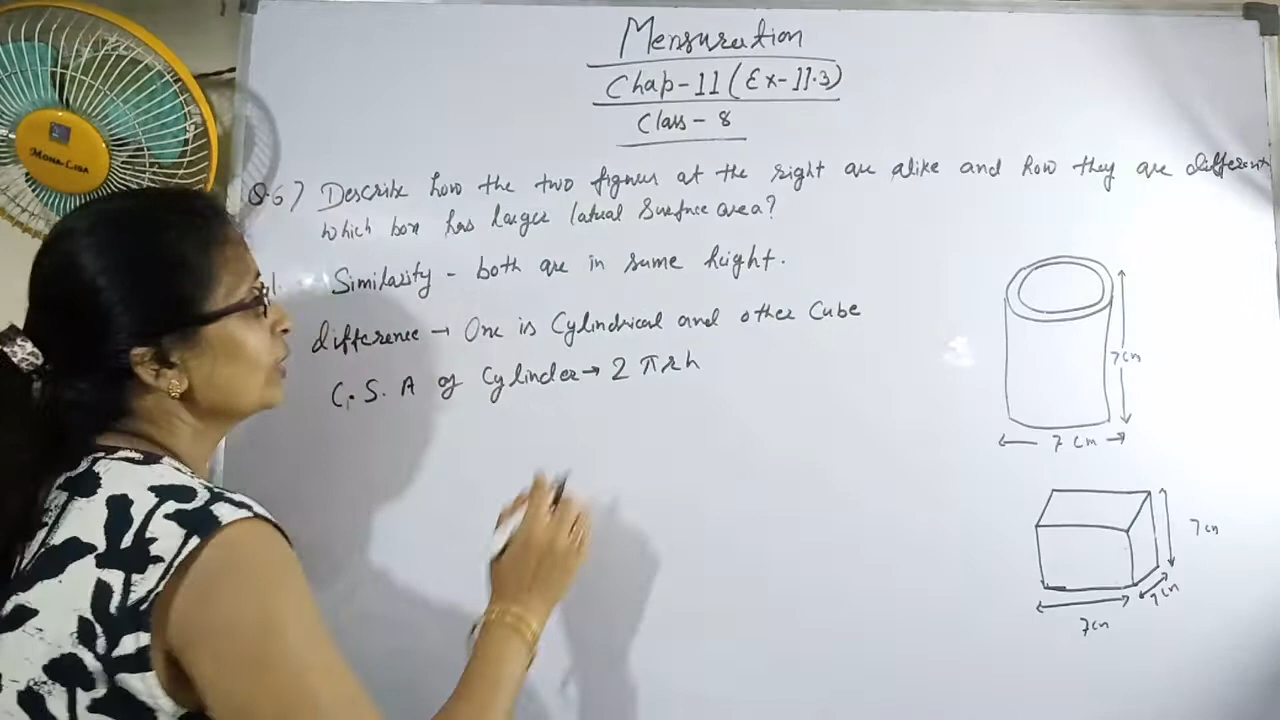 Mensuration
Chap-11 (Ex-11.3)
Class - 8
Q.6) Describe how the two figures at the right are alike and how they are different
which box has larger lateral surface area?
Similarity - both are in same height.
difference → One is Cylindrical and other Cube
C.S.A of Cylinder → 2πrh
7cm
7 cm
7cm
7cm
7cm
MONA-LISA